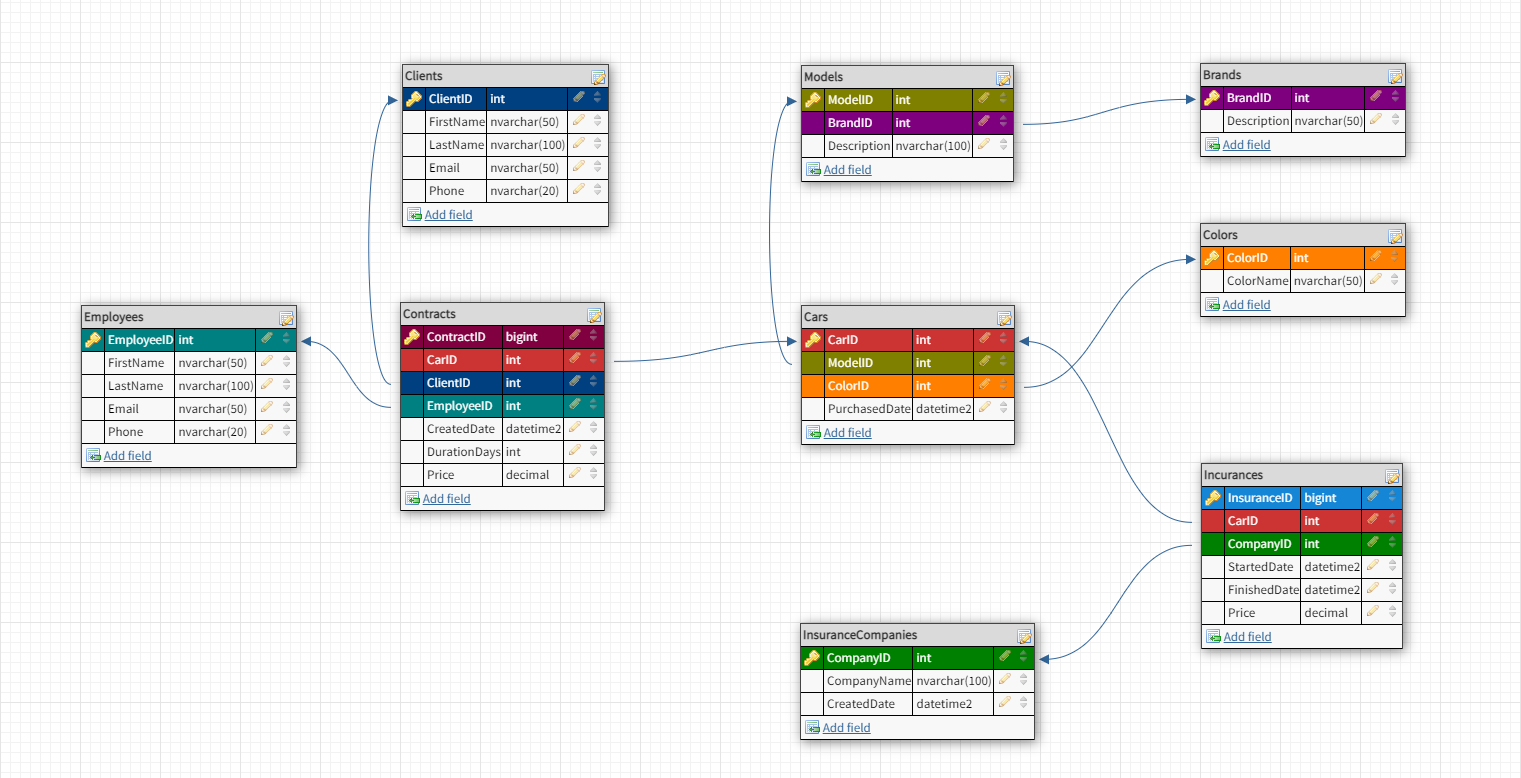 Clients
ClientID int
FirstName nvarchar(50)
LastName nvarchar(100)
Email nvarchar(50)
Phone nvarchar(20)
Add field
Models
ModelID int
BrandID int
Description nvarchar(100)
Add field
Brands
BrandID int
Description nvarchar(50)
Add field
Colors
ColorID int
ColorName nvarchar(50)
Add field
Employees
EmployeeID int
FirstName nvarchar(50)
LastName nvarchar(100)
Email nvarchar(50)
Phone nvarchar(20)
Add field
Contracts
ContractID bigint
CarID int
ClientID int
EmployeeID int
CreatedDate datetime2
DurationDays int
Price decimal
Add field
Cars
CarID int
ModelID int
ColorID int
PurchasedDate datetime2
Add field
Incurances
InsuranceID bigint
CarID int
CompanyID int
StartedDate datetime2
FinishedDate datetime2
Price decimal
Add field
InsuranceCompanies
CompanyID int
CompanyName nvarchar(100)
CreatedDate datetime2
Add field